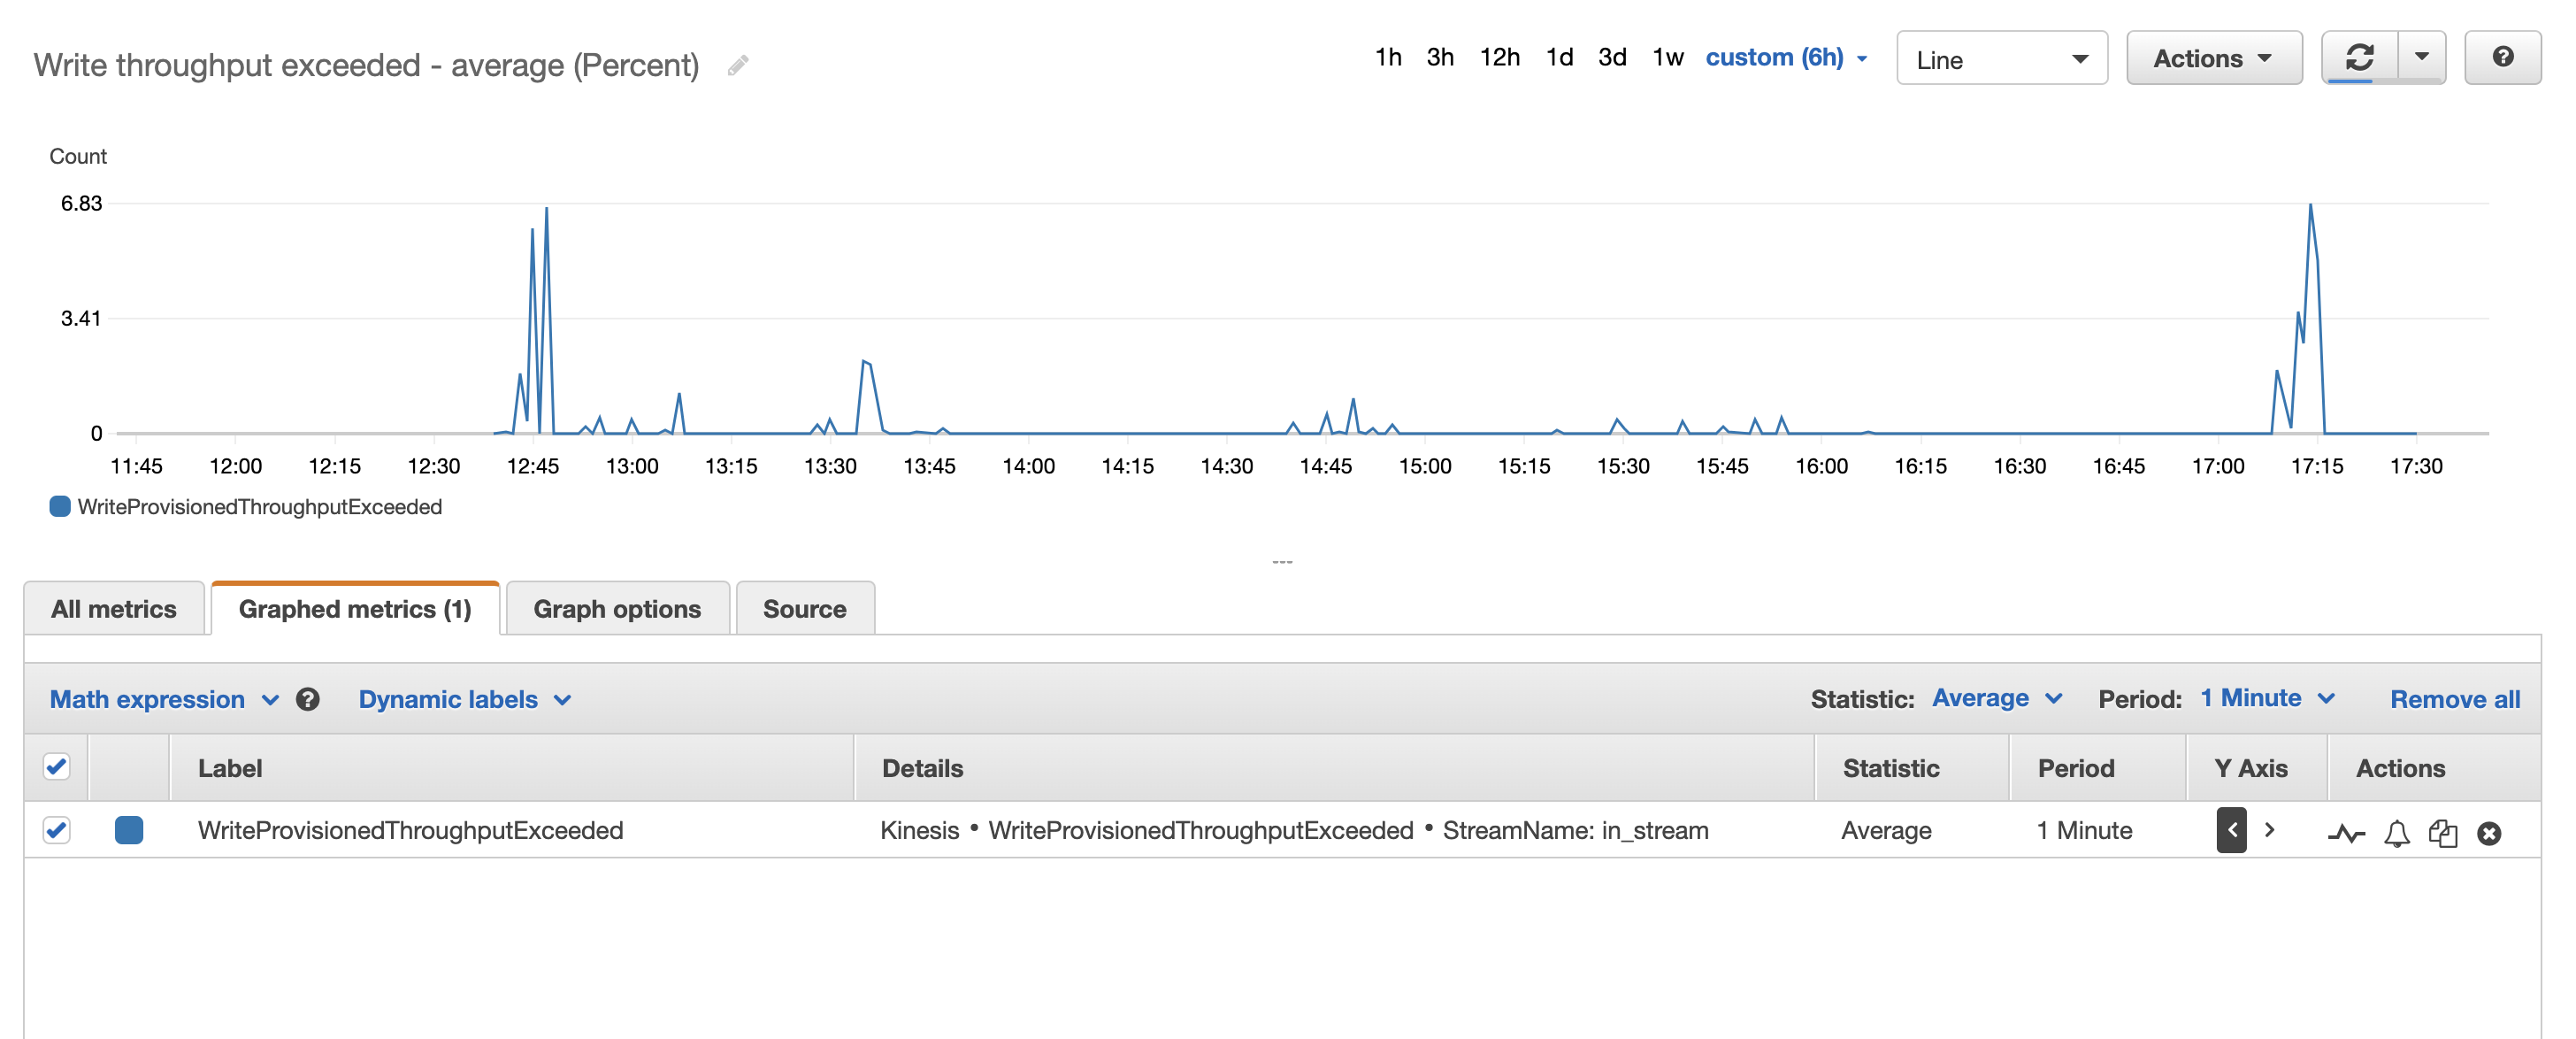 Write throughput exceeded - average (Percent)
1h 3h 12h 1d 3d 1w custom (6h)
Line
Actions
Count
6.83
3.41
0
11:45 12:00 12:15 12:30 12:45 13:00 13:15 13:30 13:45 14:00 14:15 14:30 14:45 15:00 15:15 15:30 15:45 16:00 16:15 16:30 16:45 17:00 17:15 17:30
WriteProvisionedThroughputExceeded
All metrics
Graphed metrics (1)
Graph options
Source
Math expression ? Dynamic labels
Statistic: Average Period: 1 Minute Remove all
Label Details Statistic Period Y Axis Actions
WriteProvisionedThroughputExceeded Kinesis • WriteProvisionedThroughputExceeded • StreamName: in_stream Average 1 Minute